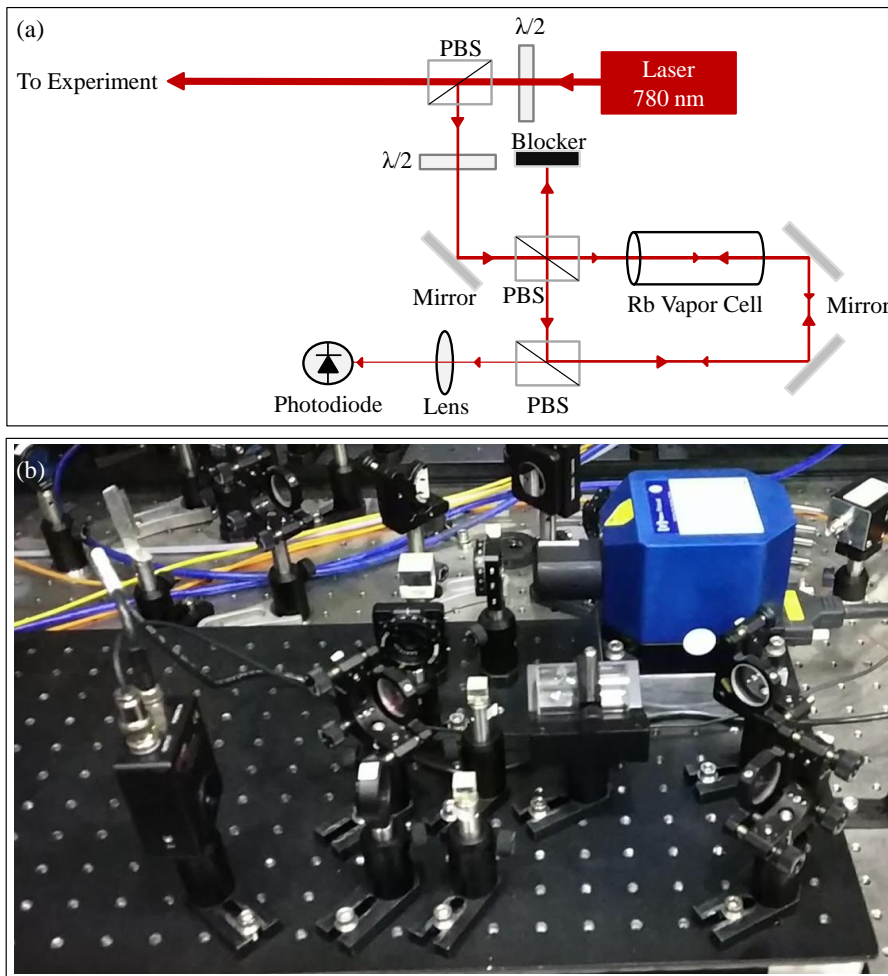 (a)
λ/2
PBS
To Experiment
Laser
780 nm
Blocker
λ/2
Mirror
PBS
Rb Vapor Cell
Mirror
Photodiode
Lens
PBS
(b)